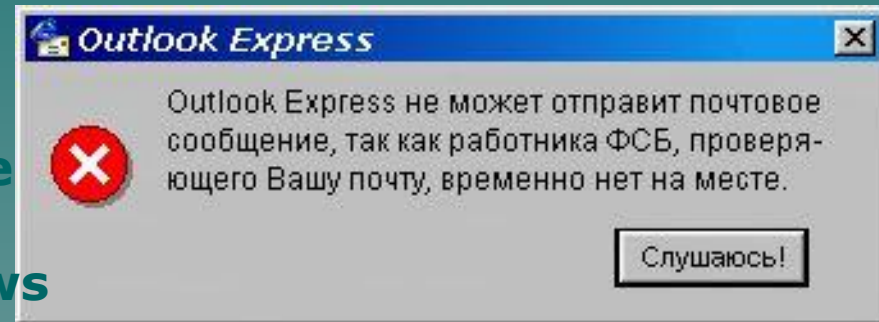 Outlook Express
Outlook Express не может отправит почтовое
сообщение, так как работника ФСБ, проверя-
ющего Вашу почту, временно нет на месте.
e
Слушаюсь!
ws